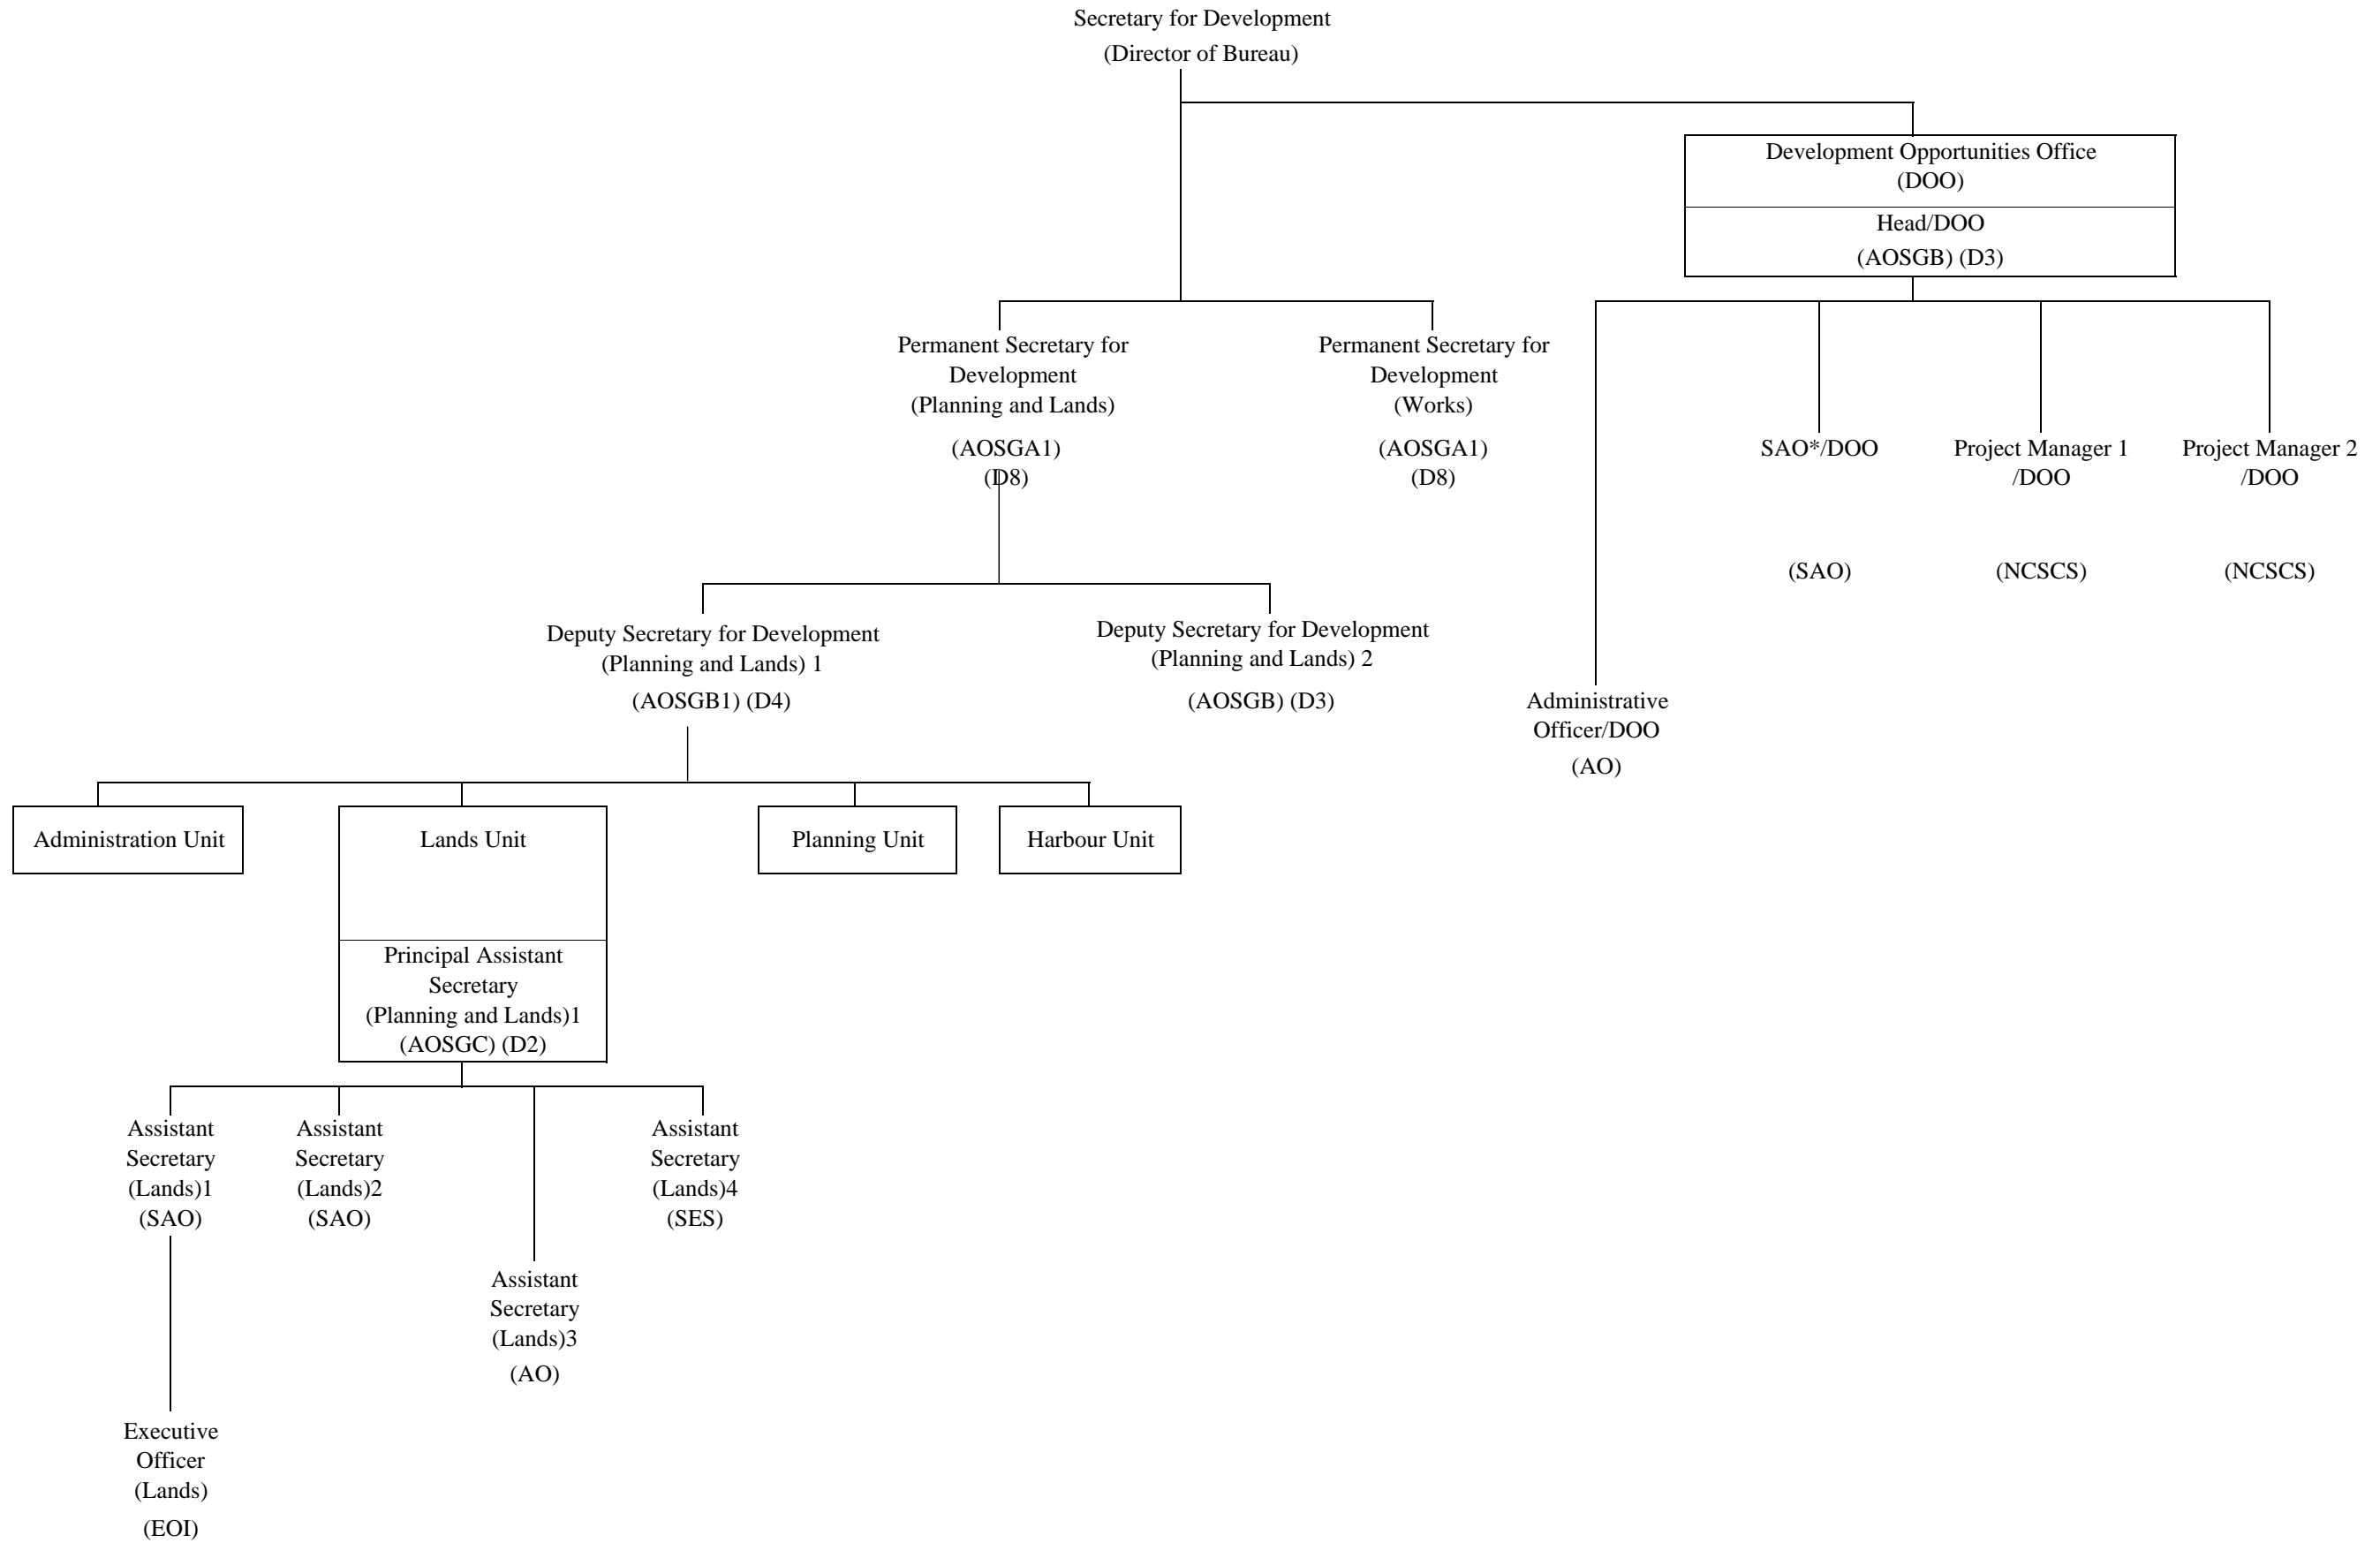 Secretary for Development
(Director of Bureau)
Development Opportunities Office
(DOO)
Head/DOO
(AOSGB) (D3)
Permanent Secretary for
Development
(Planning and Lands)
(AOSGA1)
(D8)
Permanent Secretary for
Development
(Works)
(AOSGA1)
(D8)
SAO*/DOO
(SAO)
Project Manager 1
/DOO
(NCSCS)
Project Manager 2
/DOO
(NCSCS)
Deputy Secretary for Development
(Planning and Lands) 1
(AOSGB1) (D4)
Deputy Secretary for Development
(Planning and Lands) 2
(AOSGB) (D3)
Administrative
Officer/DOO
(AO)
Administration Unit
Lands Unit
Planning Unit
Harbour Unit
Principal Assistant
Secretary
(Planning and Lands)1
(AOSGC) (D2)
Assistant
Secretary
(Lands)1
(SAO)
Assistant
Secretary
(Lands)2
(SAO)
Assistant
Secretary
(Lands)4
(SES)
Assistant
Secretary
(Lands)3
(AO)
Executive
Officer
(Lands)
(EOI)